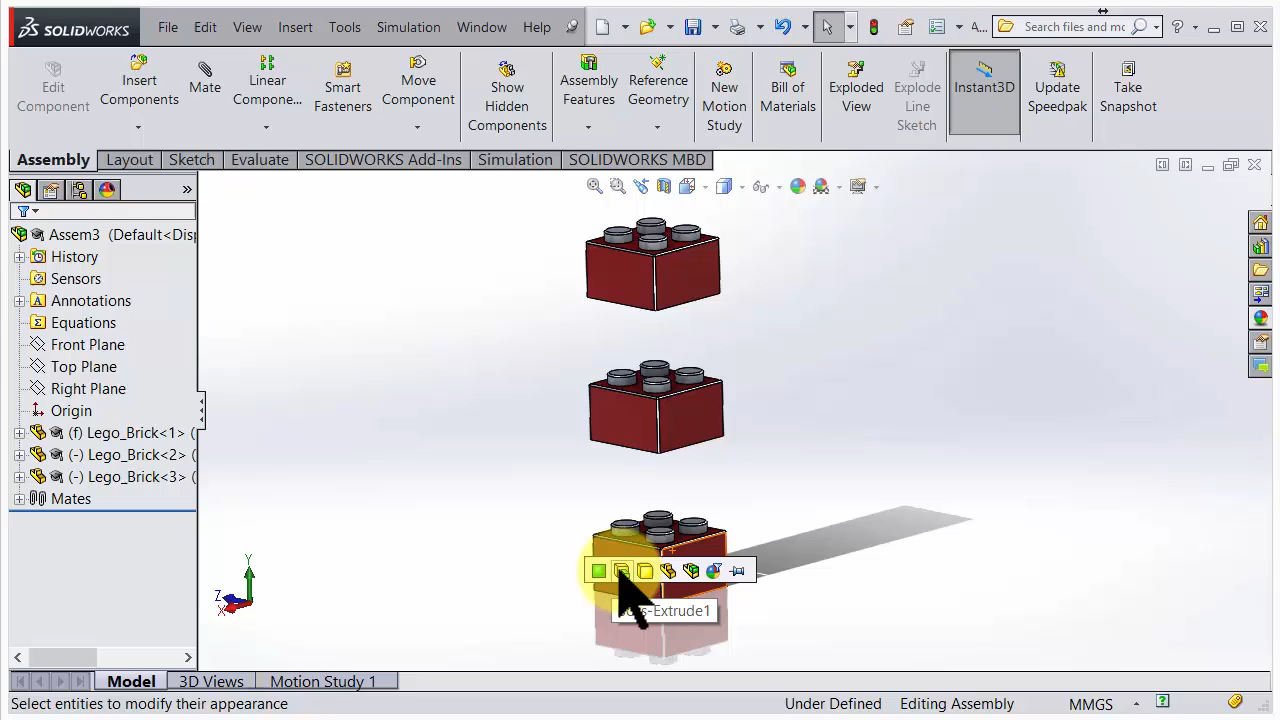 SOLIDWORKS File Edit View Insert Tools Simulation Window Help A... Search files and mc ?
Edit Component
Insert Components
Mate
Linear Compone...
Smart Fasteners
Move Component
Show Hidden Components
Assembly Features
Reference Geometry
New Motion Study
Bill of Materials
Exploded View
Explode Line Sketch
Instant3D
Update Speedpak
Take Snapshot
Assembly Layout Sketch Evaluate SOLIDWORKS Add-Ins Simulation SOLIDWORKS MBD
Assem3 (Default<Disp
History
Sensors
Annotations
Equations
Front Plane
Top Plane
Right Plane
Origin
(f) Lego_Brick<1> (
(-) Lego_Brick<2> (
(-) Lego_Brick<3> (
Mates
Y
Z
X
-Extrude1
Model 3D Views Motion Study 1
Select entities to modify their appearance Under Defined Editing Assembly MMGS ?